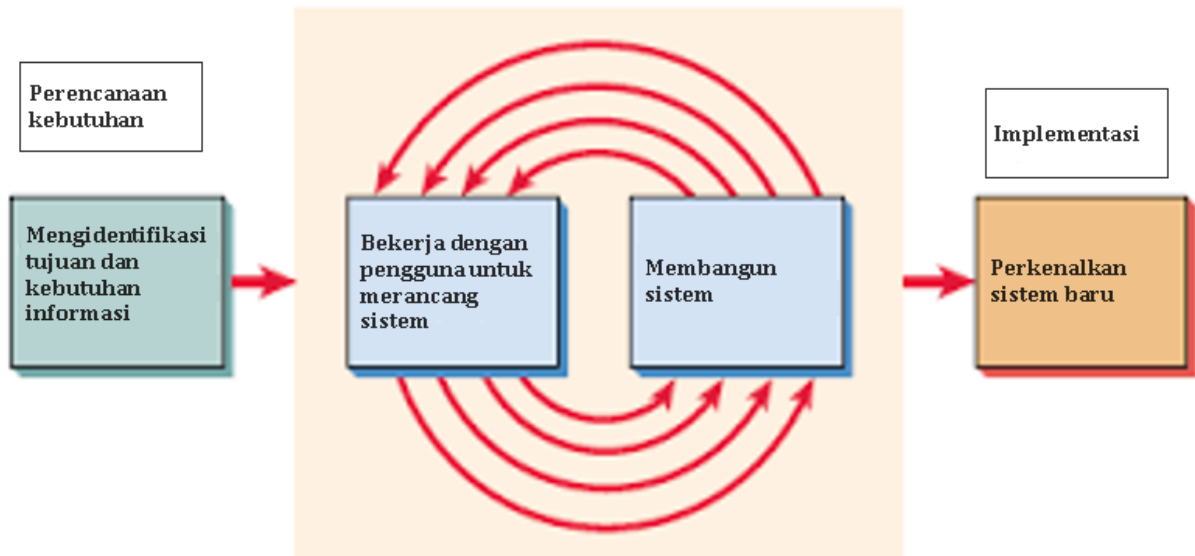 Perencanaan
kebutuhan
Implementasi
Mengidentifikasi
tujuan dan
kebutuhan
informasi
Bekerja dengan
pengguna untuk
merancang
sistem
Membangun
sistem
Perkenalkan
sistem baru